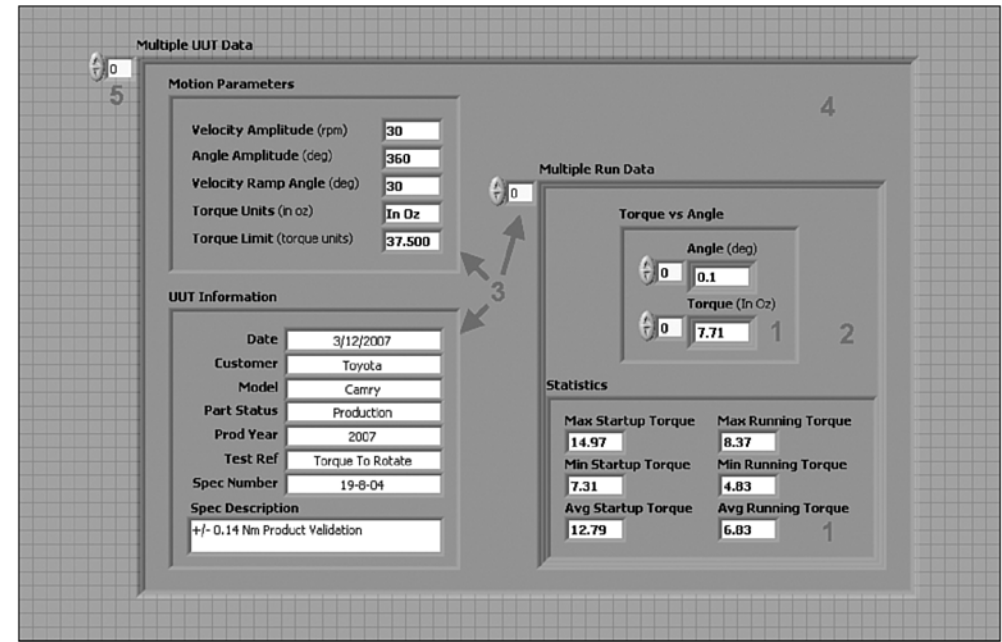 Multiple UUT Data
0
5
4
Motion Parameters
Velocity Amplitude (rpm) 30
Angle Amplitude (deg) 360
Velocity Ramp Angle (deg) 30
Torque Units (in oz) In Oz
Torque Limit (torque units) 37.500
3
UUT Information
Date 3/12/2007
Customer Toyota
Model Camry
Part Status Production
Prod Year 2007
Test Ref Torque To Rotate
Spec Number 19-8-04
Spec Description
+/- 0.14 Nm Product Validation
Multiple Run Data
0
Torque vs Angle
Angle (deg)
0 0.1
Torque (In Oz)
0 7.71 1
2
Statistics
Max Startup Torque Max Running Torque
14.97 8.37
Min Startup Torque Min Running Torque
7.31 4.83
Avg Startup Torque Avg Running Torque
12.79 6.83 1